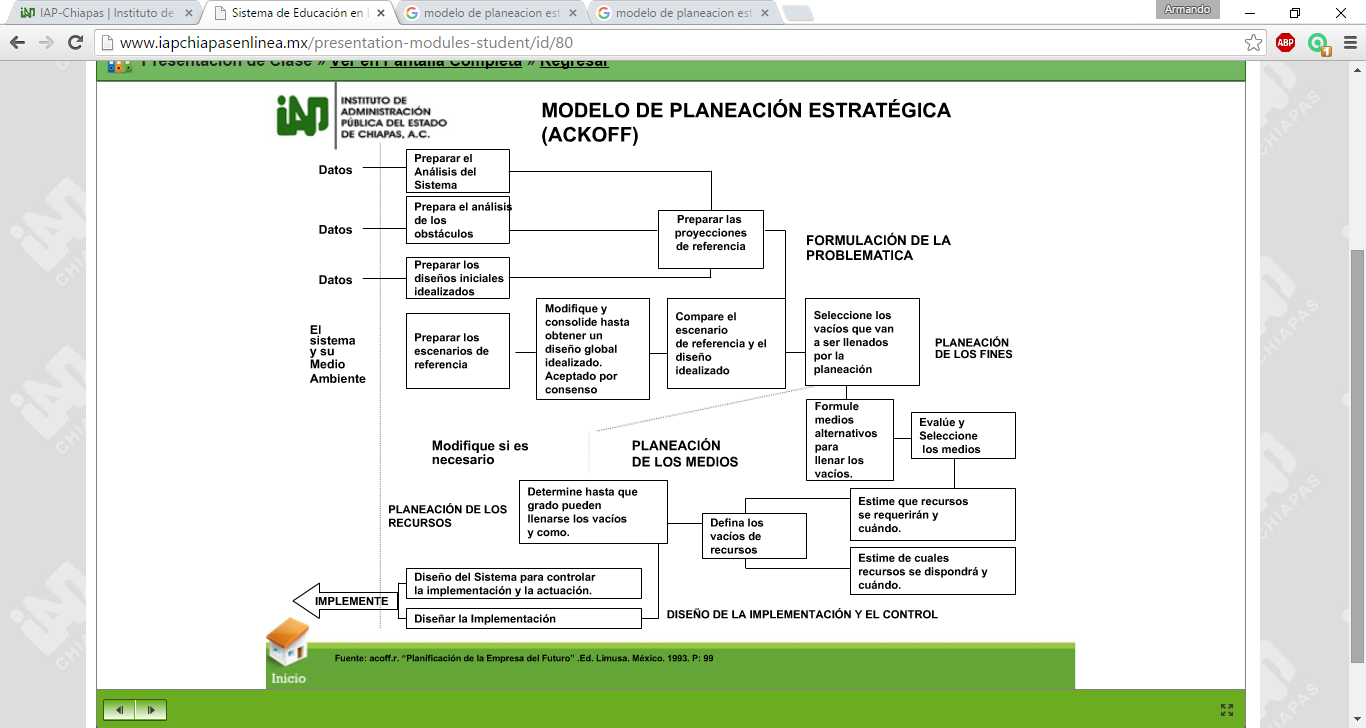 IAP-Chiapas | Instituto de
Sistema de Educación en
modelo de planeacion est
modelo de planeacion est
Armando
www.iapchiapasenlinea.mx/presentation-modules-student/id/80
ABP
1
Presentación de Clase » Ver en Pantalla Completa » Regresar
iAP
INSTITUTO DE
ADMINISTRACIÓN
PÚBLICA DEL ESTADO
DE CHIAPAS, A.C.
MODELO DE PLANEACIÓN ESTRATÉGICA
(ACKOFF)
Datos
Preparar el
Análisis del
Sistema
Datos
Prepara el análisis
de los
obstáculos
Preparar las
proyecciones
de referencia
FORMULACIÓN DE LA
PROBLEMATICA
Datos
Preparar los
diseños iniciales
idealizados
El
sistema
y su
Medio
Ambiente
Preparar los
escenarios de
referencia
Modifique y
consolide hasta
obtener un
diseño global
idealizado.
Aceptado por
consenso
Compare el
escenario
de referencia y el
diseño
idealizado
Seleccione los
vacíos que van
a ser llenados
por la
planeación
PLANEACIÓN
DE LOS FINES
Modifique si es
necesario
PLANEACIÓN
DE LOS MEDIOS
Formule
medios
alternativos
para
llenar los
vacíos.
Evalúe y
Seleccione
los medios
PLANEACIÓN DE LOS
RECURSOS
Determine hasta que
grado pueden
llenarse los vacíos
y como.
Defina los
vacíos de
recursos
Estime que recursos
se requerirán y
cuándo.
Estime de cuales
recursos se dispondrá y
cuándo.
IMPLEMENTE
Diseño del Sistema para controlar
la implementación y la actuación.
Diseñar la Implementación
DISEÑO DE LA IMPLEMENTACIÓN Y EL CONTROL
Fuente: acoff.r. “Planificación de la Empresa del Futuro” .Ed. Limusa. México. 1993. P: 99
Inicio